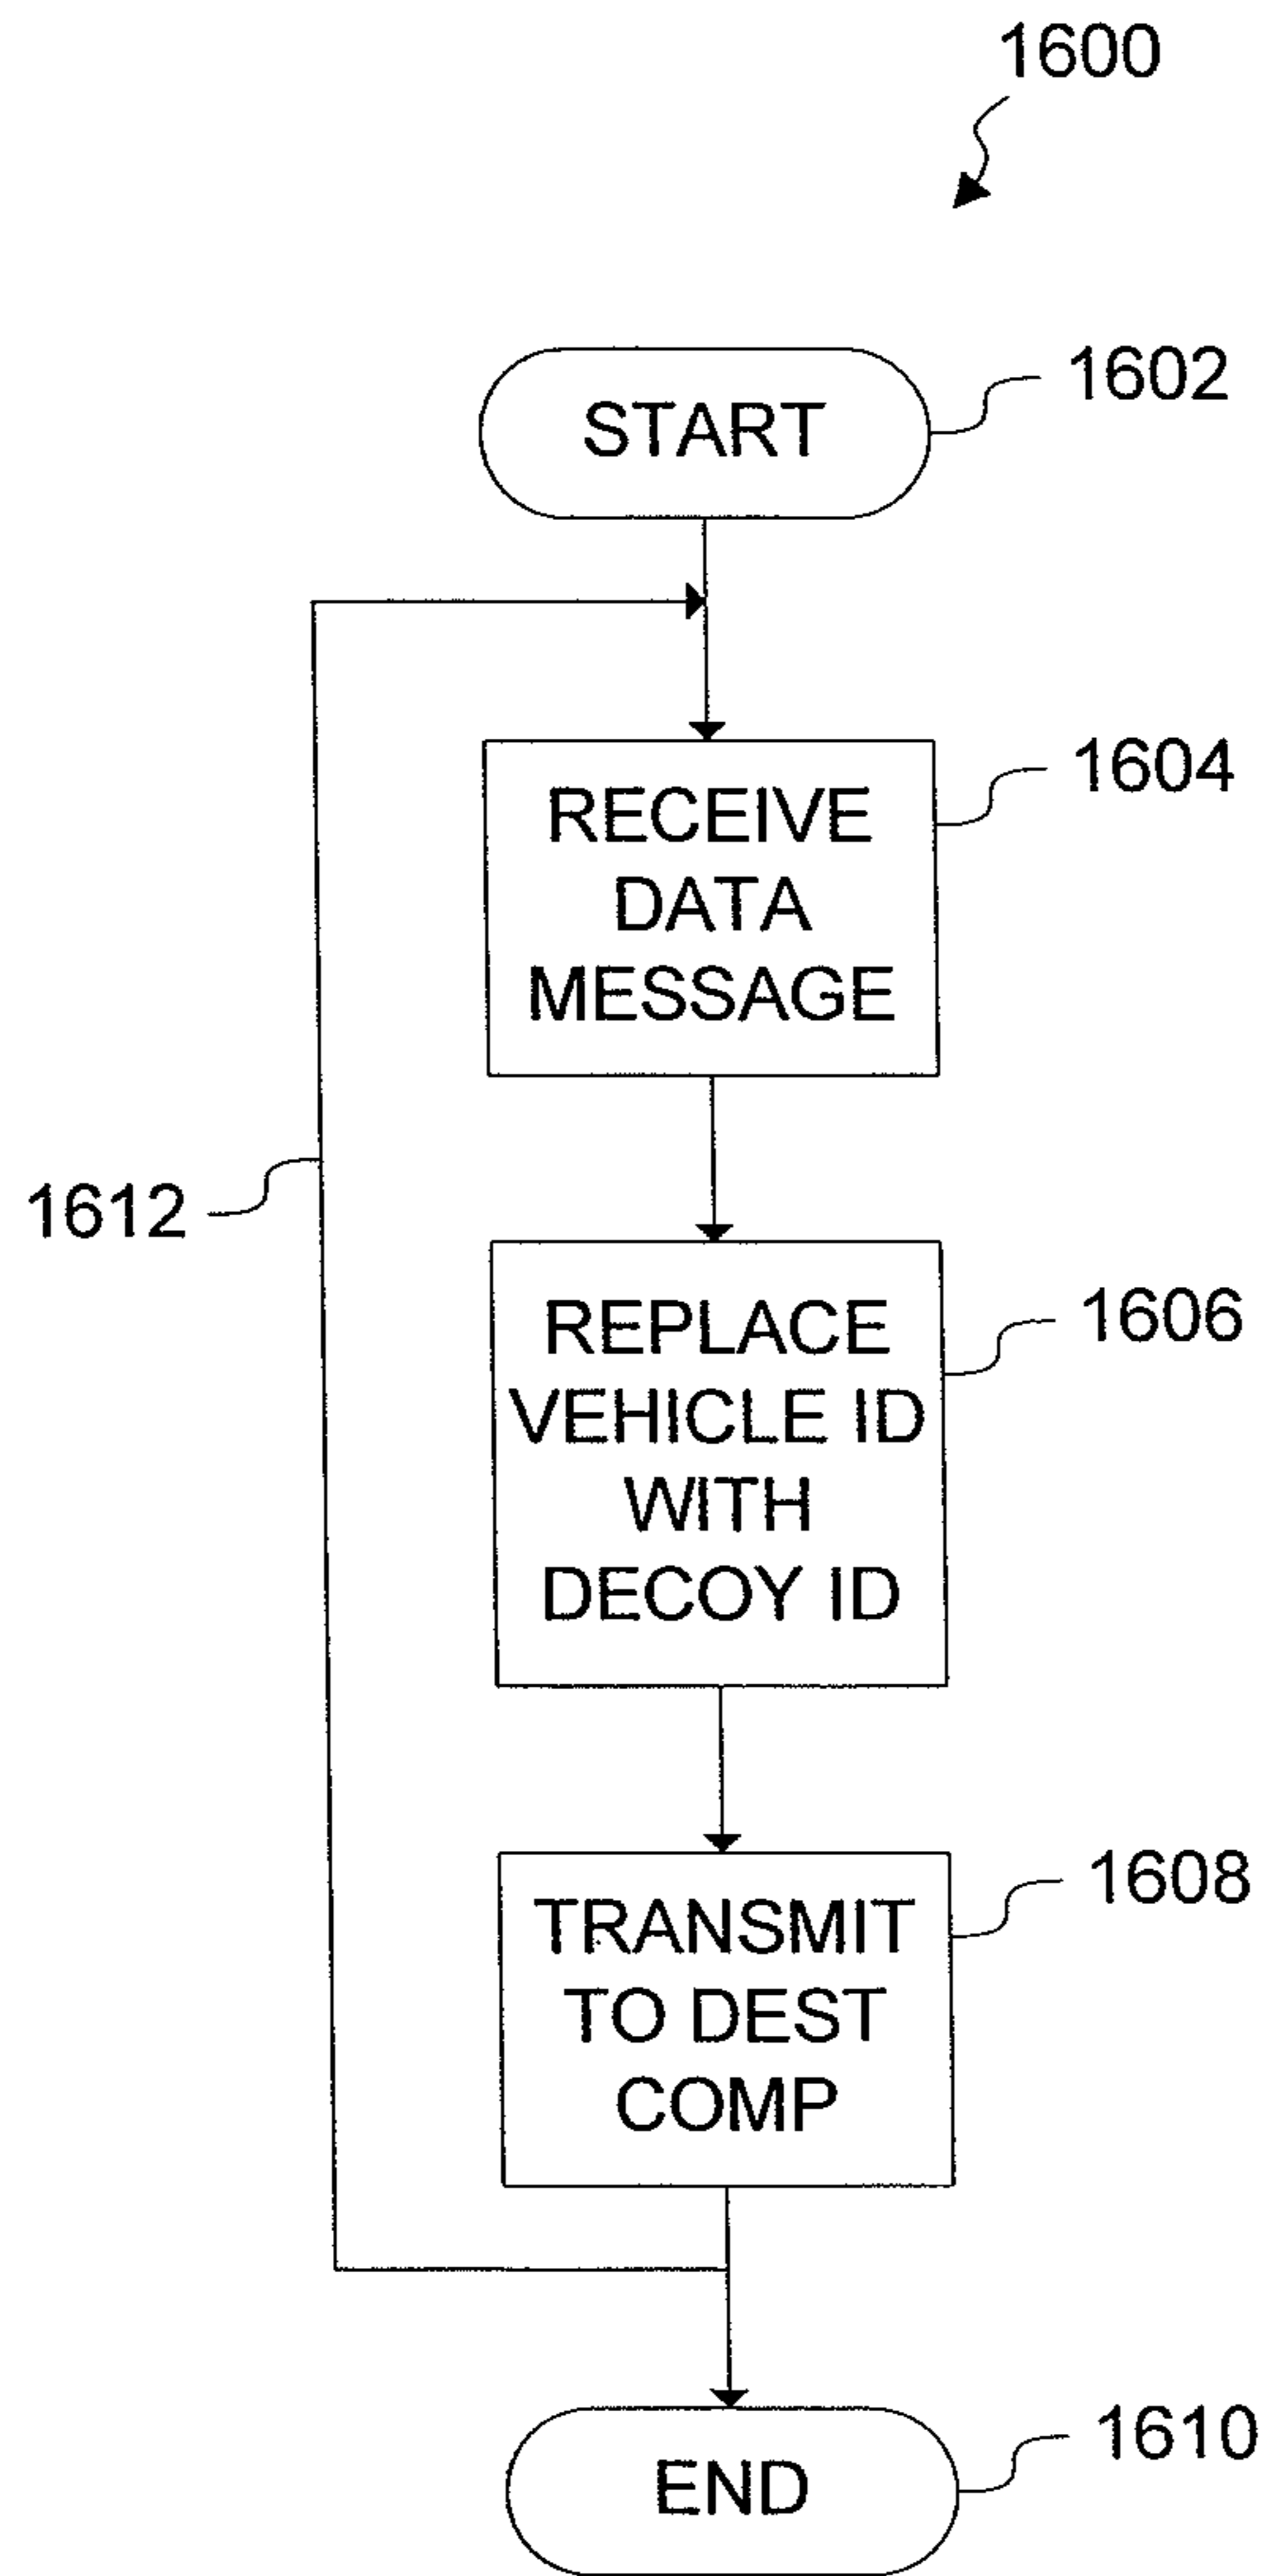 1600
START
1602
RECEIVE
DATA
MESSAGE
1604
1612
REPLACE
VEHICLE ID
WITH
DECOY ID
1606
TRANSMIT
TO DEST
COMP
1608
END
1610